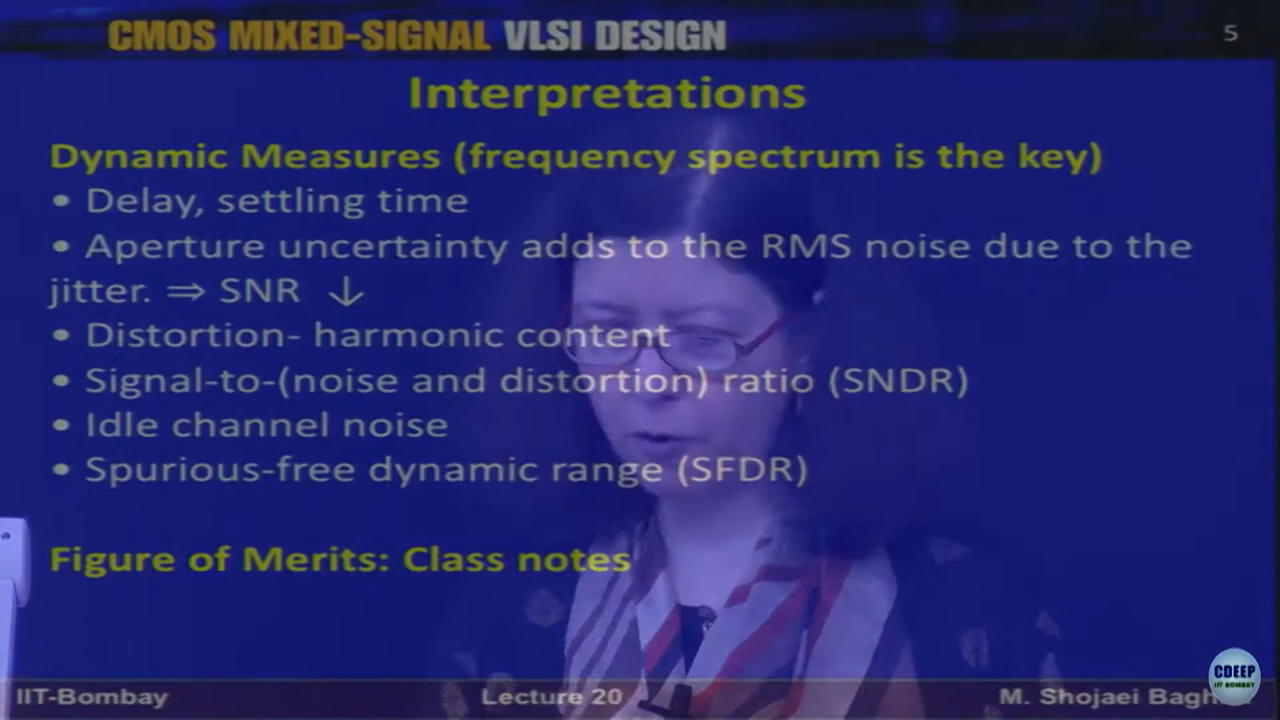 CMOS MIXED-SIGNAL VLSI DESIGN
5
Interpretations
Dynamic Measures (frequency spectrum is the key)
• Delay, settling time
• Aperture uncertainty adds to the RMS noise due to the
jitter. ⇒ SNR ↓
• Distortion- harmonic content
• Signal-to-(noise and distortion) ratio (SNDR)
• Idle channel noise
• Spurious-free dynamic range (SFDR)
Figure of Merits: Class notes
IIT-Bombay
Lecture 20
M. Shojaei
CDEEP
IIT BOMBAY